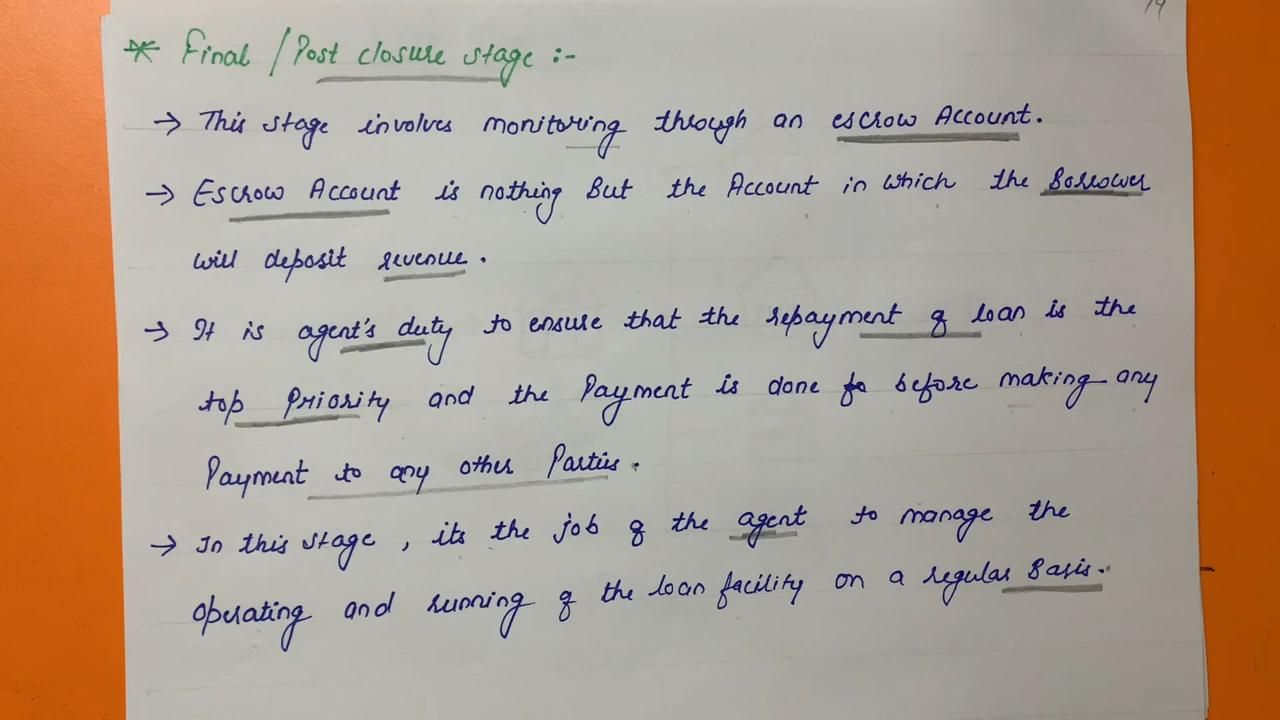 19
* Final / Post closure stage :-
→ This stage involves monitoring through an escrow Account.
→ Escrow Account is nothing But the Account in which the Borrower
will deposit revenue.
→ It is agent's duty to ensure that the repayment of loan is the
top Priority and the Payment is done before making any
Payment to any other Parties.
→ In this stage, its the job of the agent to manage the
operating and running of the loan facility on a regular Basis.